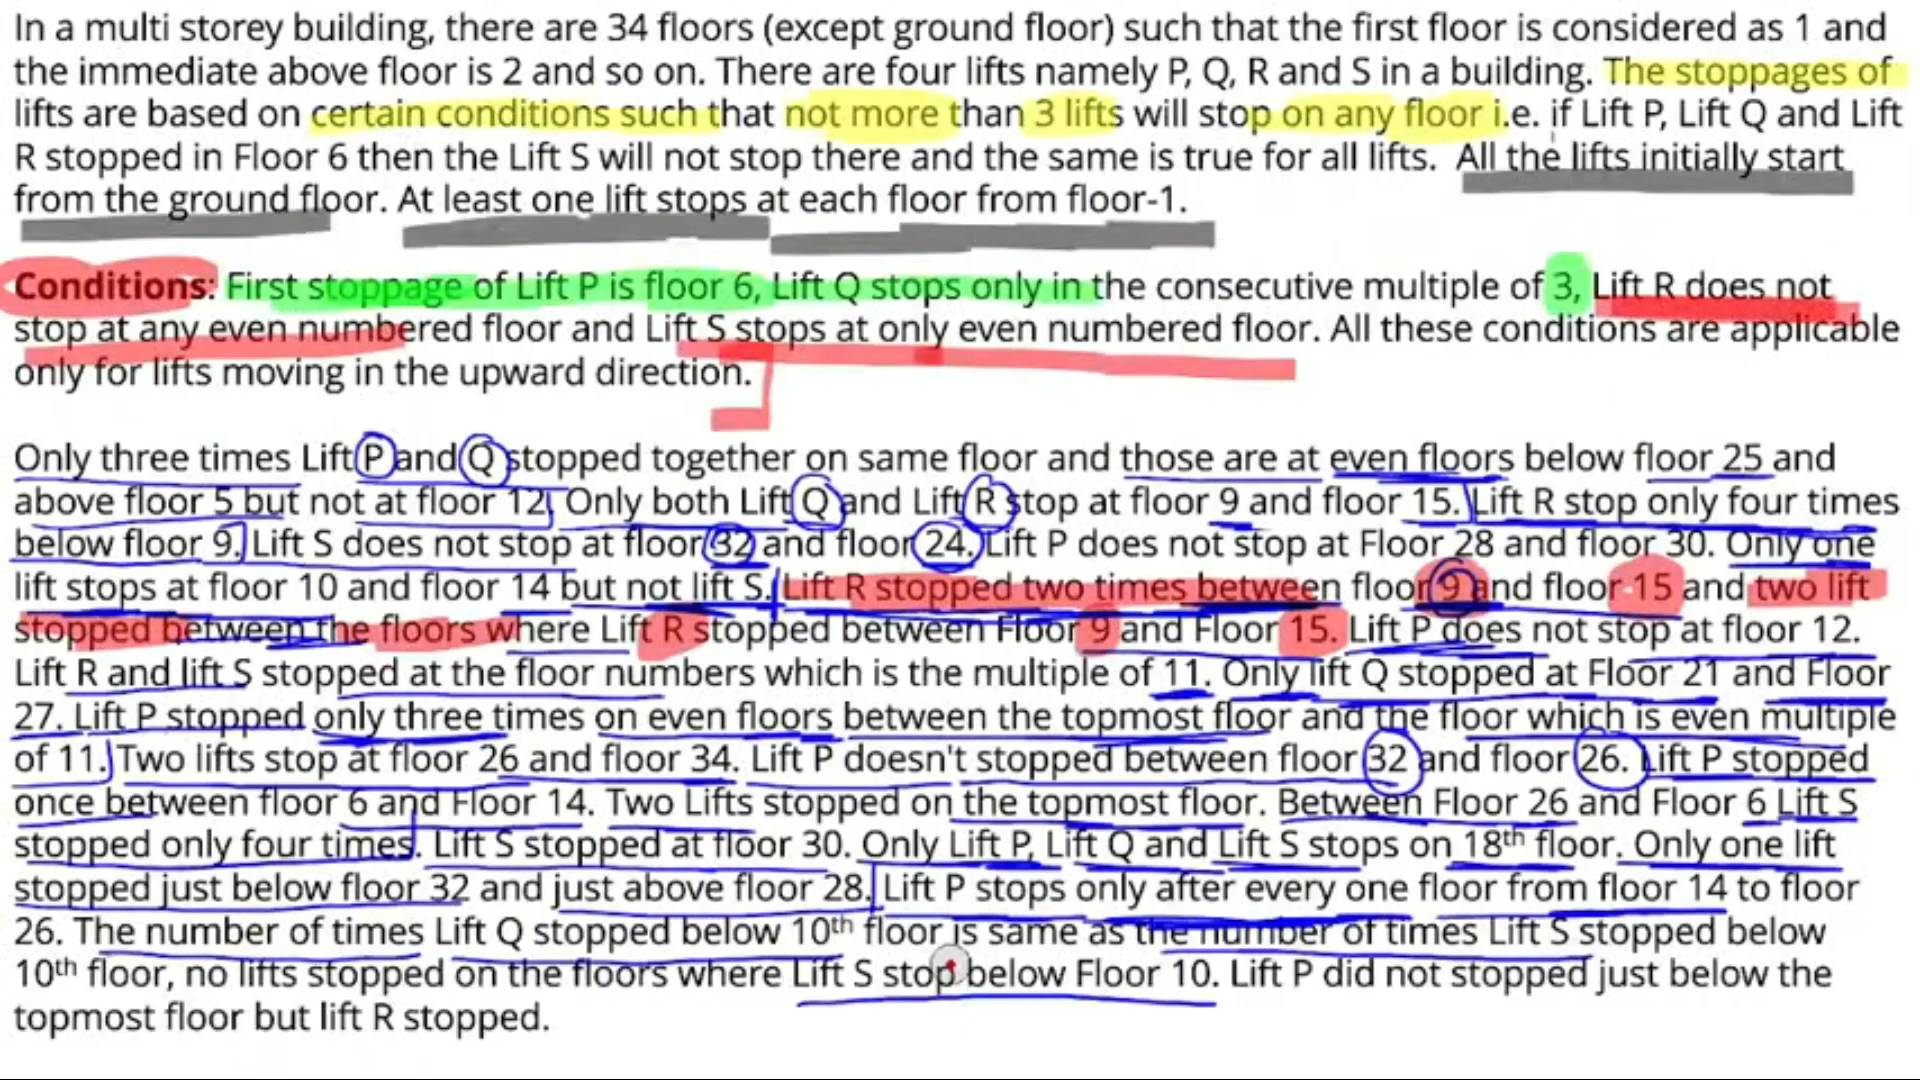 In a multi storey building, there are 34 floors (except ground floor) such that the first floor is considered as 1 and
the immediate above floor is 2 and so on. There are four lifts namely P, Q, R and S in a building. The stoppages of
lifts are based on certain conditions such that not more than 3 lifts will stop on any floor i.e. if Lift P, Lift Q and Lift
R stopped in Floor 6 then the Lift S will not stop there and the same is true for all lifts. All the lifts initially start
from the ground floor. At least one lift stops at each floor from floor-1.
Conditions: First stoppage of Lift P is floor 6, Lift Q stops only in the consecutive multiple of 3, Lift R does not
stop at any even numbered floor and Lift S stops at only even numbered floor. All these conditions are applicable
only for lifts moving in the upward direction.
Only three times Lift P and Q stopped together on same floor and those are at even floors below floor 25 and
above floor 5 but not at floor 12. Only both Lift Q and Lift R stop at floor 9 and floor 15. Lift R stop only four times
below floor 9. Lift S does not stop at floor 32 and floor 24. Lift P does not stop at Floor 28 and floor 30. Only one
lift stops at floor 10 and floor 14 but not lift S. Lift R stopped two times between floor 9 and floor 15 and two lift
stopped between the floors where Lift R stopped between Floor 9 and Floor 15. Lift P does not stop at floor 12.
Lift R and lift S stopped at the floor numbers which is the multiple of 11. Only lift Q stopped at Floor 21 and Floor
27. Lift P stopped only three times on even floors between the topmost floor and the floor which is even multiple
of 11. Two lifts stop at floor 26 and floor 34. Lift P doesn't stopped between floor 32 and floor 26. Lift P stopped
once between floor 6 and Floor 14. Two Lifts stopped on the topmost floor. Between Floor 26 and Floor 6 Lift S
stopped only four times. Lift S stopped at floor 30. Only Lift P, Lift Q and Lift S stops on 18th floor. Only one lift
stopped just below floor 32 and just above floor 28. Lift P stops only after every one floor from floor 14 to floor
26. The number of times Lift Q stopped below 10th floor is same as the number of times Lift S stopped below
10th floor, no lifts stopped on the floors where Lift S stop below Floor 10. Lift P did not stopped just below the
topmost floor but lift R stopped.